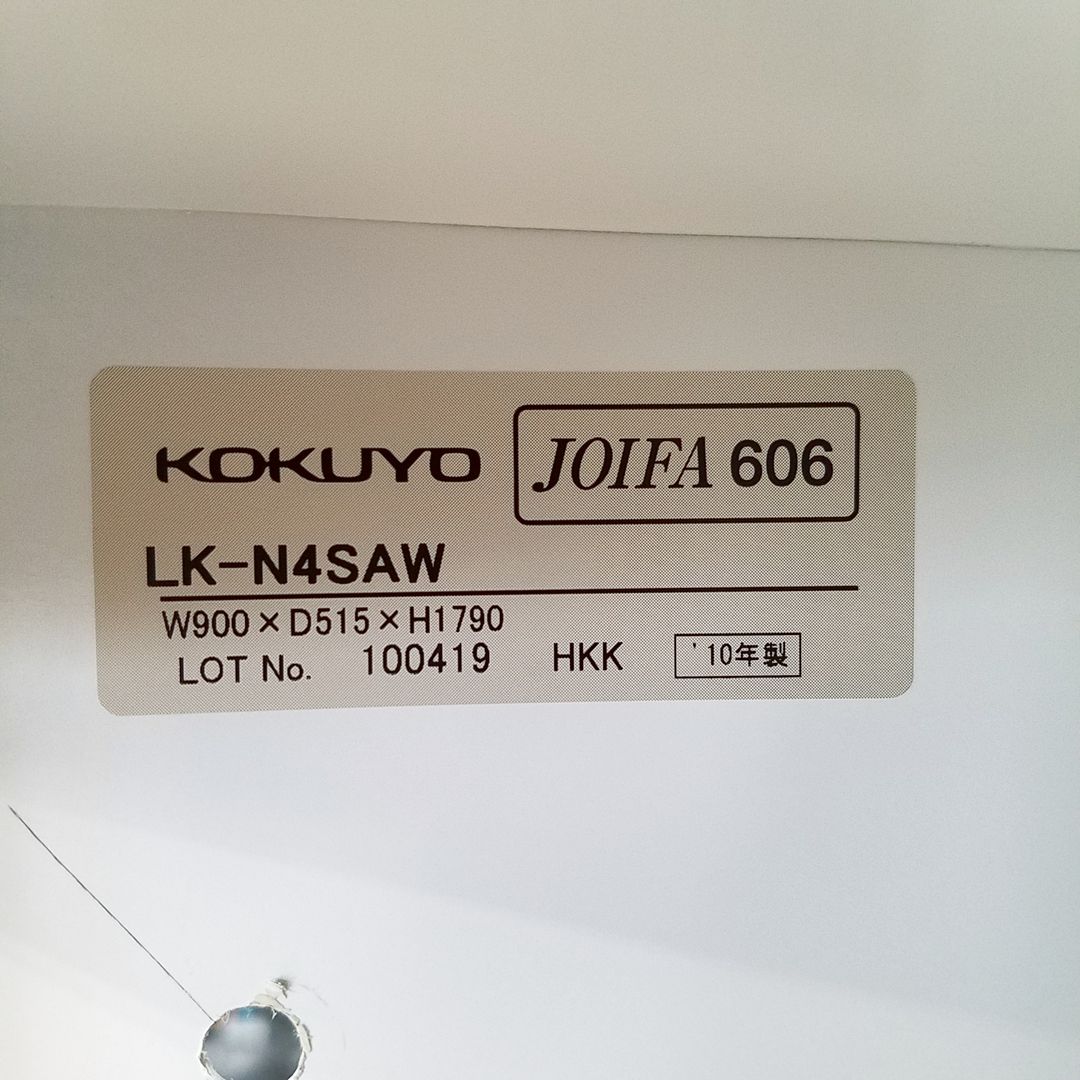 KOKUYO JOIFA 606
LK-N4SAW
W900×D515×H1790
LOT No. 100419 HKK '10年製